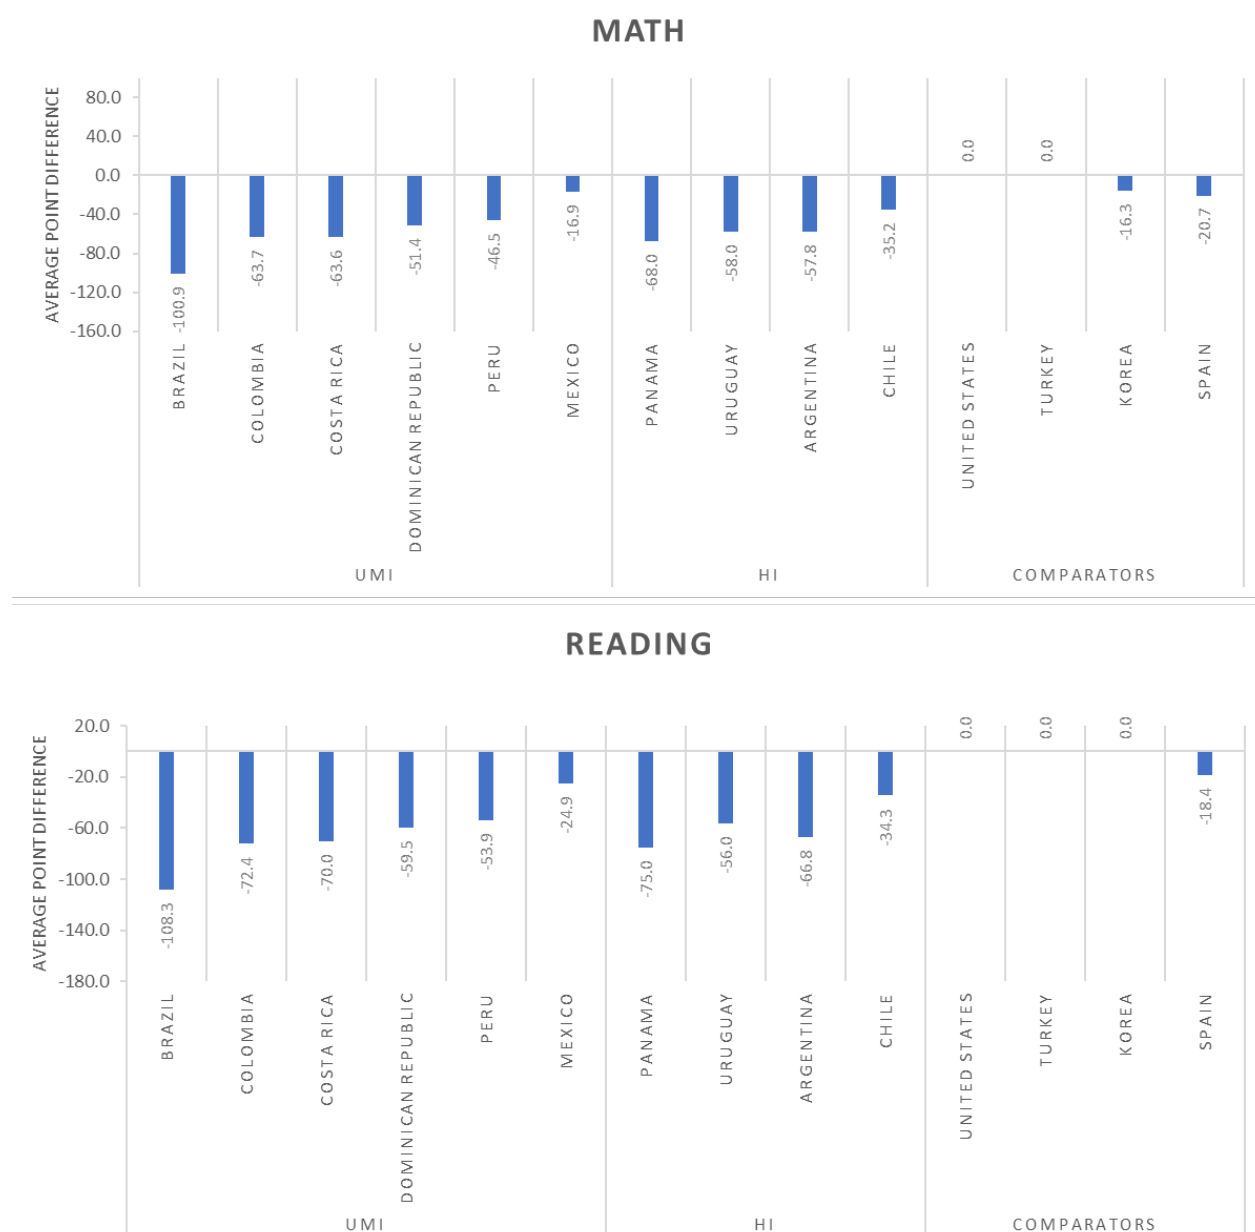 MATH
AVERAGE POINT DIFFERENCE
80.0
40.0
0.0
-40.0
-80.0
-120.0
-160.0
-100.9
-63.7
-63.6
-51.4
-46.5
-16.9
-68.0
-58.0
-57.8
-35.2
0.0
0.0
-16.3
-20.7
BRAZIL
COLOMBIA
COSTA RICA
DOMINICAN REPUBLIC
PERU
MEXICO
PANAMA
URUGUAY
ARGENTINA
CHILE
UNITED STATES
TURKEY
KOREA
SPAIN
UMI
HI
COMPARATORS
READING
AVERAGE POINT DIFFERENCE
20.0
-20.0
-60.0
-100.0
-140.0
-180.0
-108.3
-72.4
-70.0
-59.5
-53.9
-24.9
-75.0
-56.0
-66.8
-34.3
0.0
0.0
0.0
-18.4
BRAZIL
COLOMBIA
COSTA RICA
DOMINICAN REPUBLIC
PERU
MEXICO
PANAMA
URUGUAY
ARGENTINA
CHILE
UNITED STATES
TURKEY
KOREA
SPAIN
UMI
HI
COMPARATORS